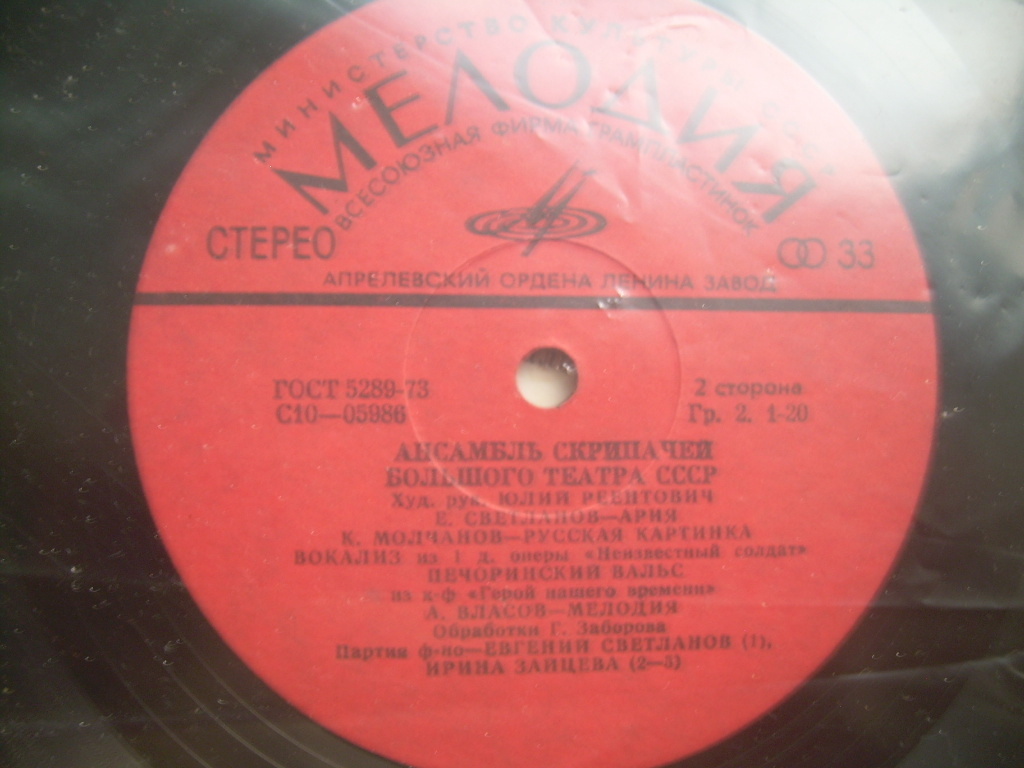 МИНИСТЕРСТВО КУЛЬТУРЫ СССР
МЕЛОДИЯ
ВСЕСОЮЗНАЯ ФИРМА ГРАМПЛАСТИНОК
СТЕРЕО
33
АПРЕЛЕВСКИЙ ОРДЕНА ЛЕНИНА ЗАВОД
ГОСТ 5289-73
2 сторона
С10—05986
Гр. 2. 1-20
АНСАМБЛЬ СКРИПАЧЕЙ
БОЛЬШОГО ТЕАТРА СССР
Худ. рук. ЮЛИЙ РЕЕНТОВИЧ
Е. СВЕТЛАНОВ—АРИЯ
К. МОЛЧАНОВ—РУССКАЯ КАРТИНКА
ВОКАЛИЗ из 1 д. оперы «Неизвестный солдат»
ПЕЧОРИНСКИЙ ВАЛЬС
из к-ф «Герой нашего времени»
А. ВЛАСОВ—МЕЛОДИЯ
Обработки Г. Заборова
Партия ф-но—ЕВГЕНИЙ СВЕТЛАНОВ (1),
ИРИНА ЗАЙЦЕВА (2—5)